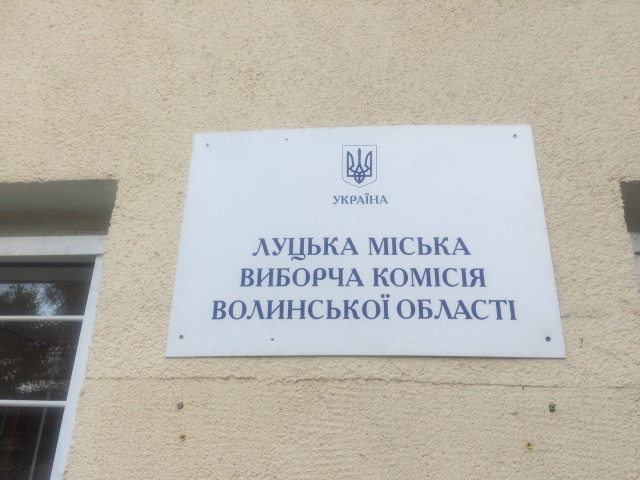 УКРАЇНА
ЛУЦЬКА МІСЬКА
ВИБОРЧА КОМІСІЯ
ВОЛИНСЬКОЇ ОБЛАСТІ